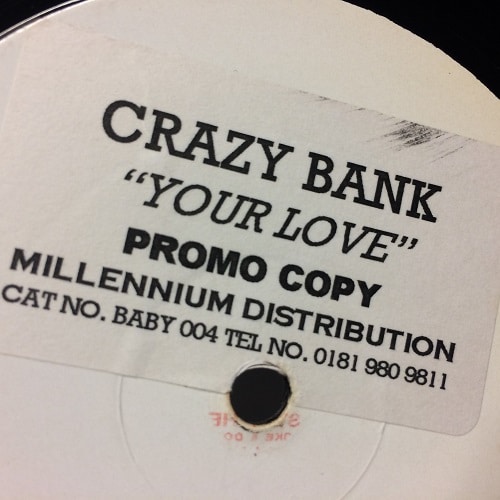 CRAZY BANK
"YOUR LOVE"
PROMO COPY
MILLENNIUM DISTRIBUTION
CAT NO. BABY 004 TEL NO. 0181 980 9811